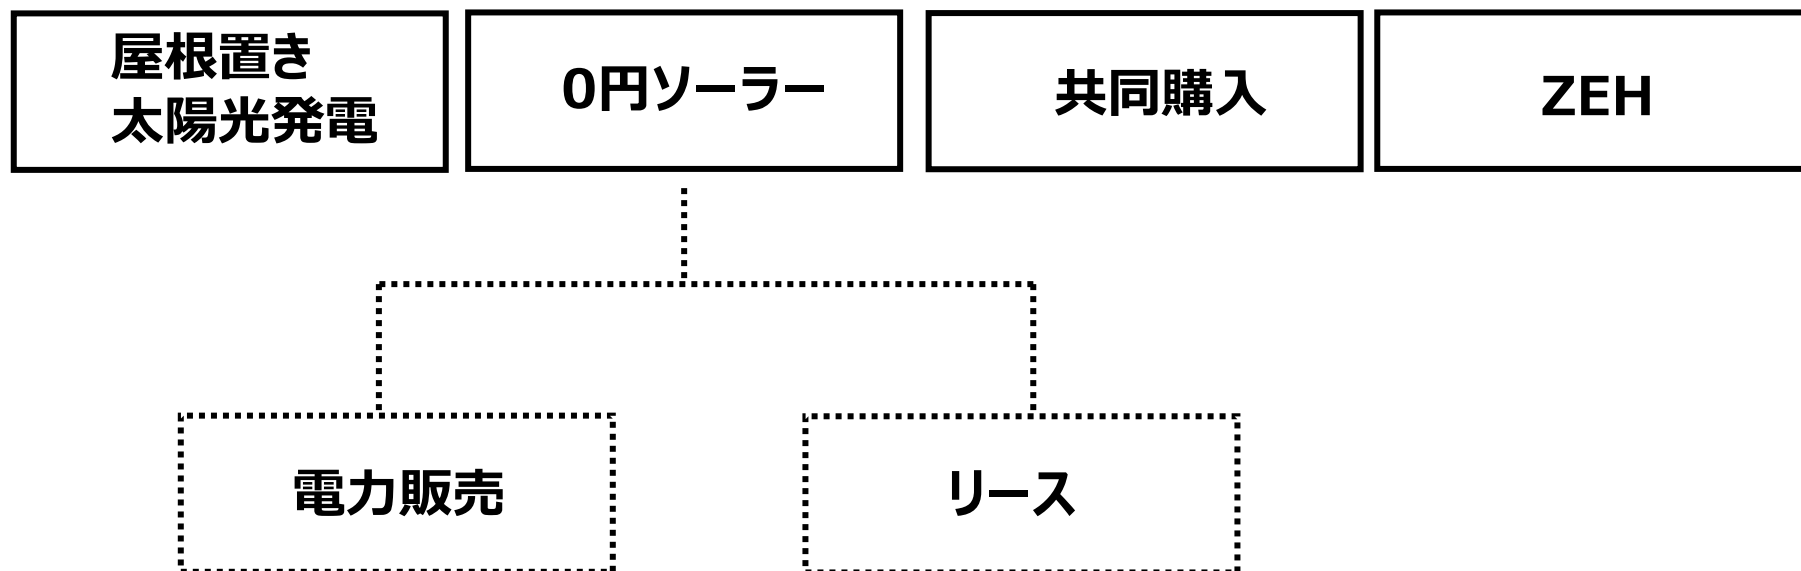 屋根置き
太陽光発電
0円ソーラー
共同購入
ZEH
電力販売
リース